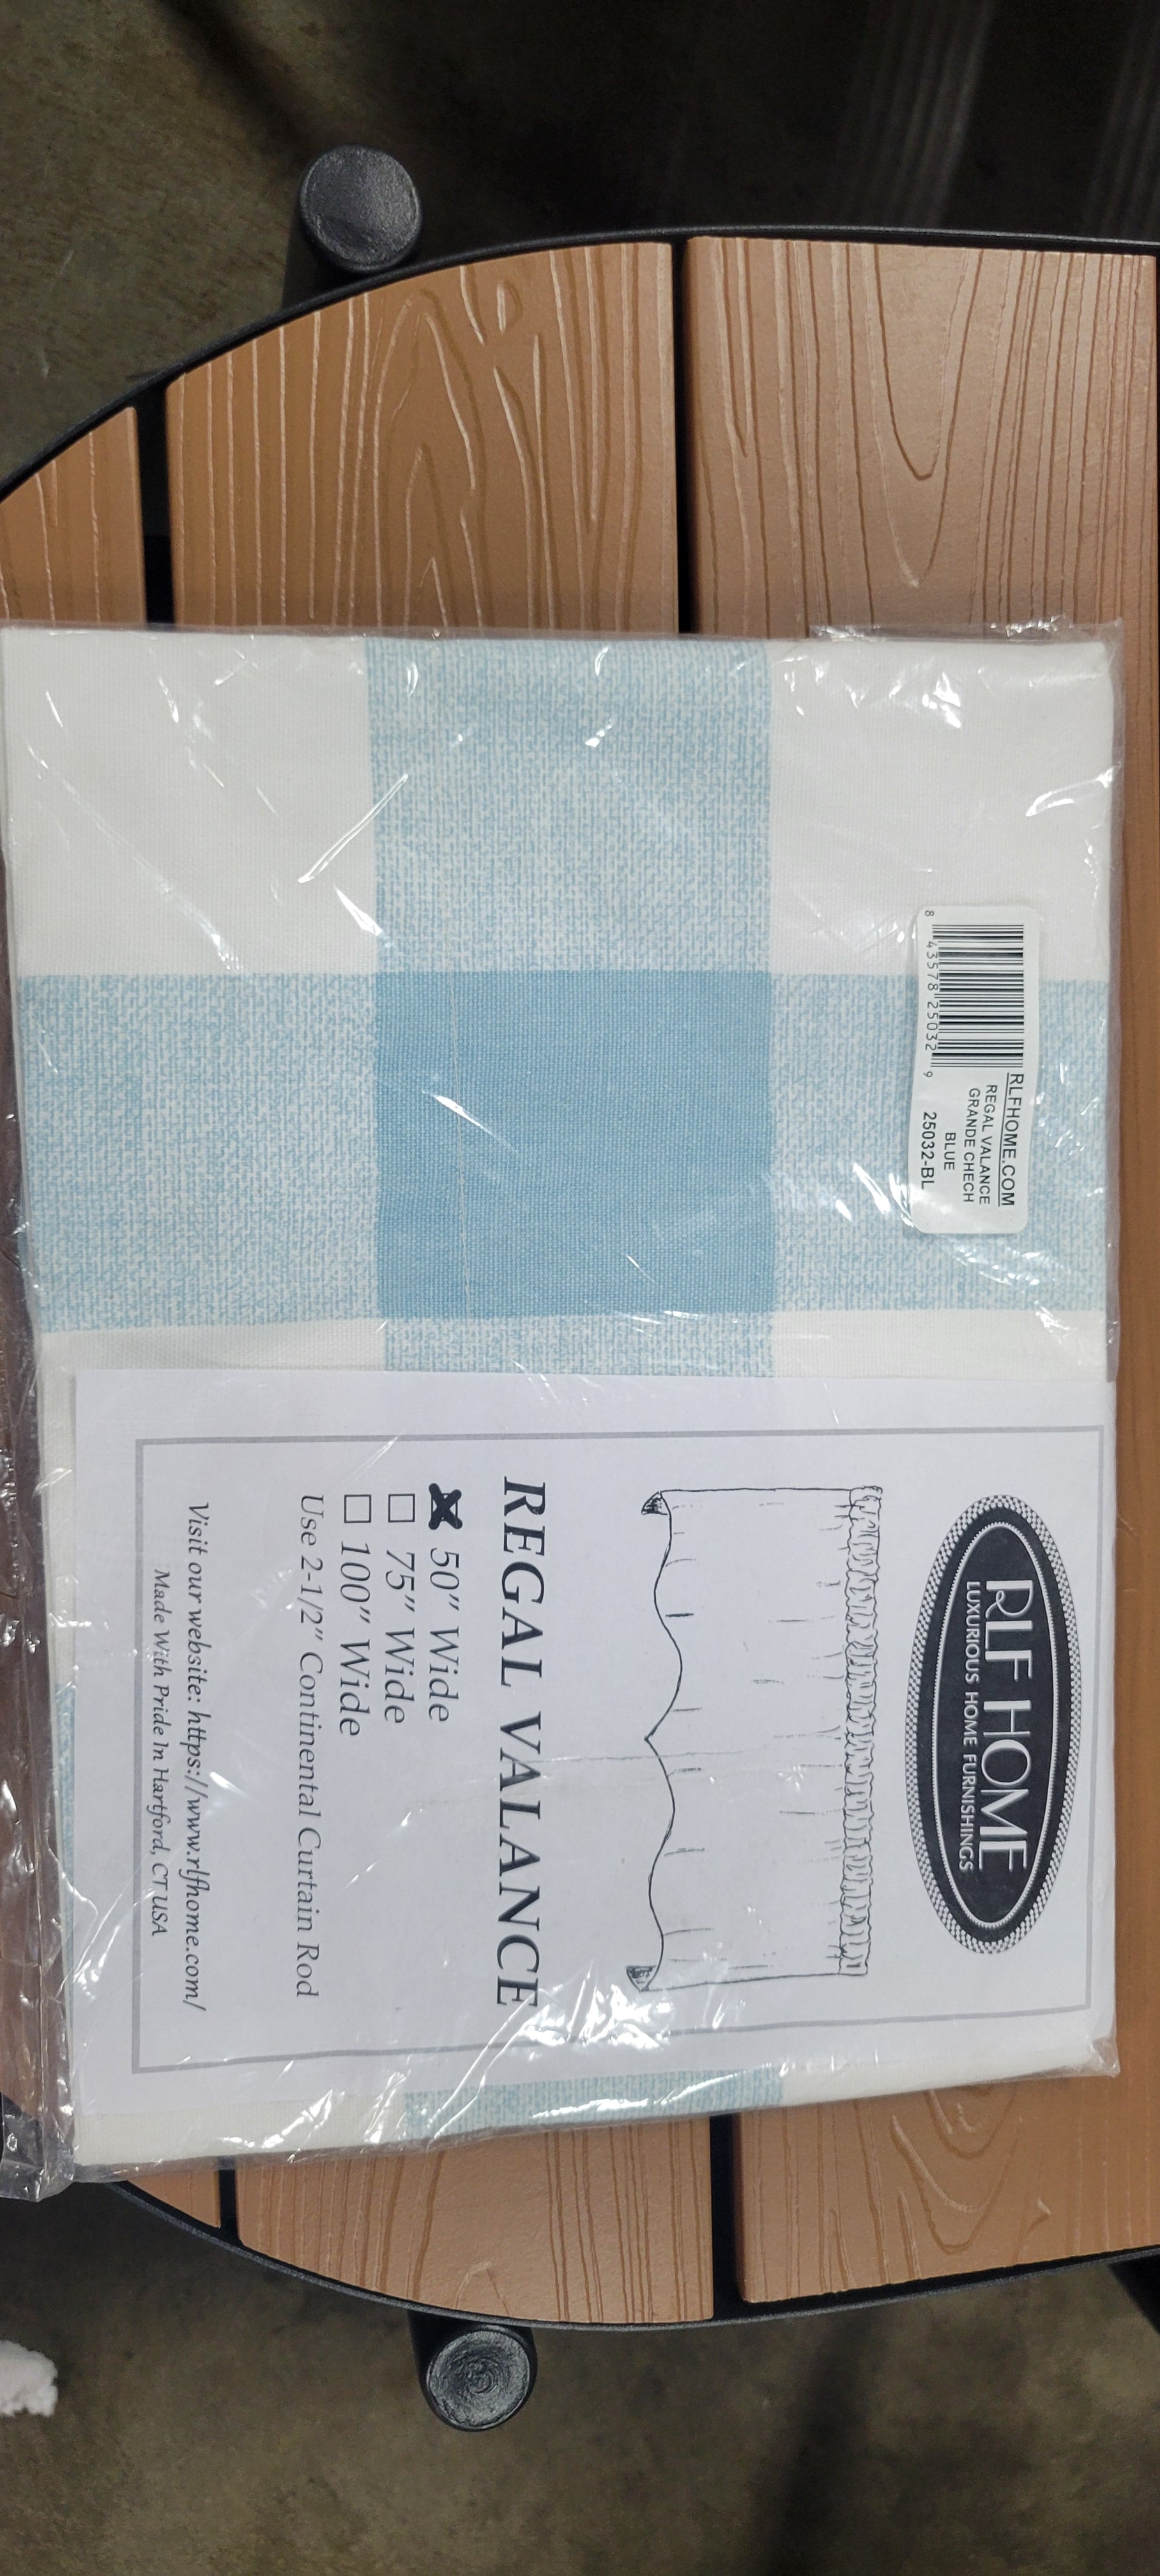 8 43578 25032 9
RLFHOME.COM
REGAL VALANCE
GRANDE CHECH
BLUE
25032-BL
RLF HOME
LUXURIOUS HOME FURNISHINGS
REGAL VALANCE
50" Wide
75" Wide
100" Wide
Use 2-1/2" Continental Curtain Rod
Visit our website: https://www.rlfhome.com/
Made With Pride In Hartford, CT USA